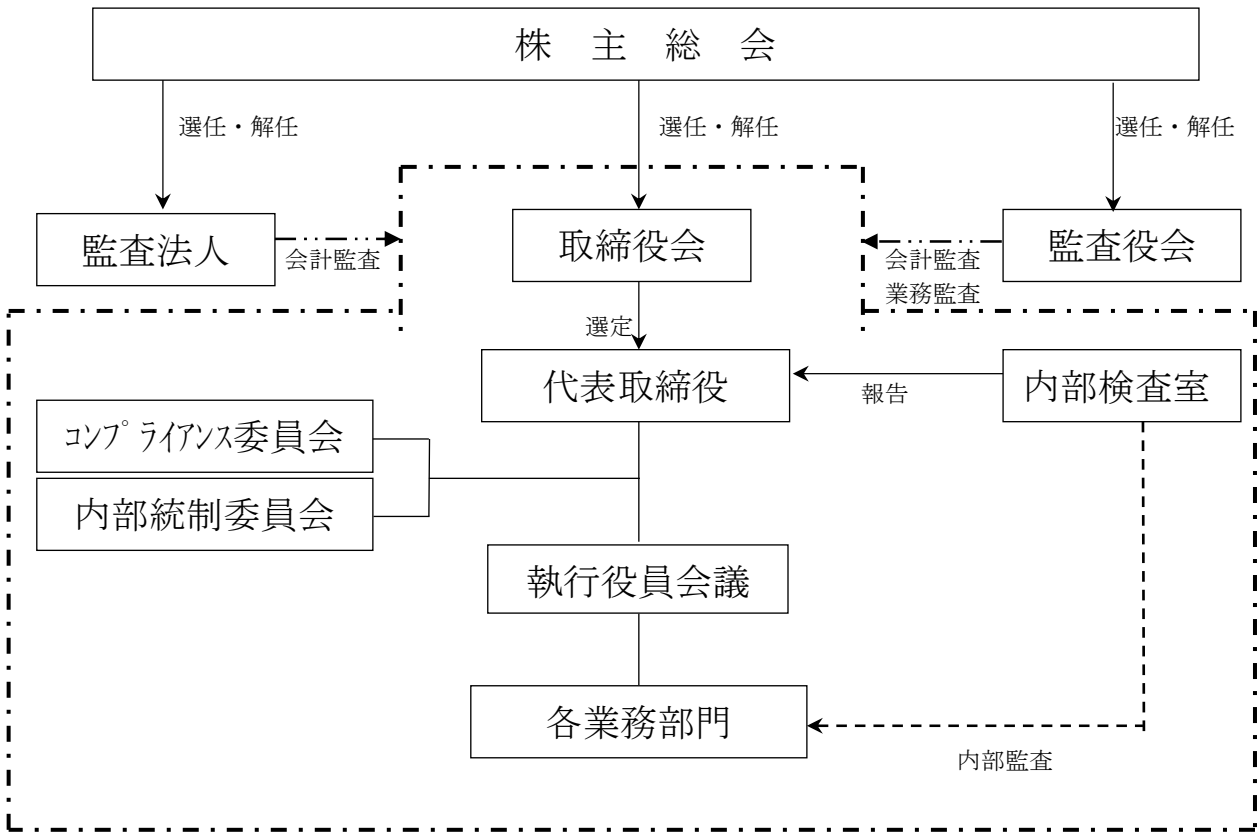 株主総会
選任・解任
選任・解任
選任・解任
監査法人
会計監査
取締役会
会計監査
業務監査
監査役会
選定
代表取締役
報告
内部検査室
ｺﾝﾌﾟﾗｲｱﾝｽ委員会
内部統制委員会
執行役員会議
各業務部門
内部監査